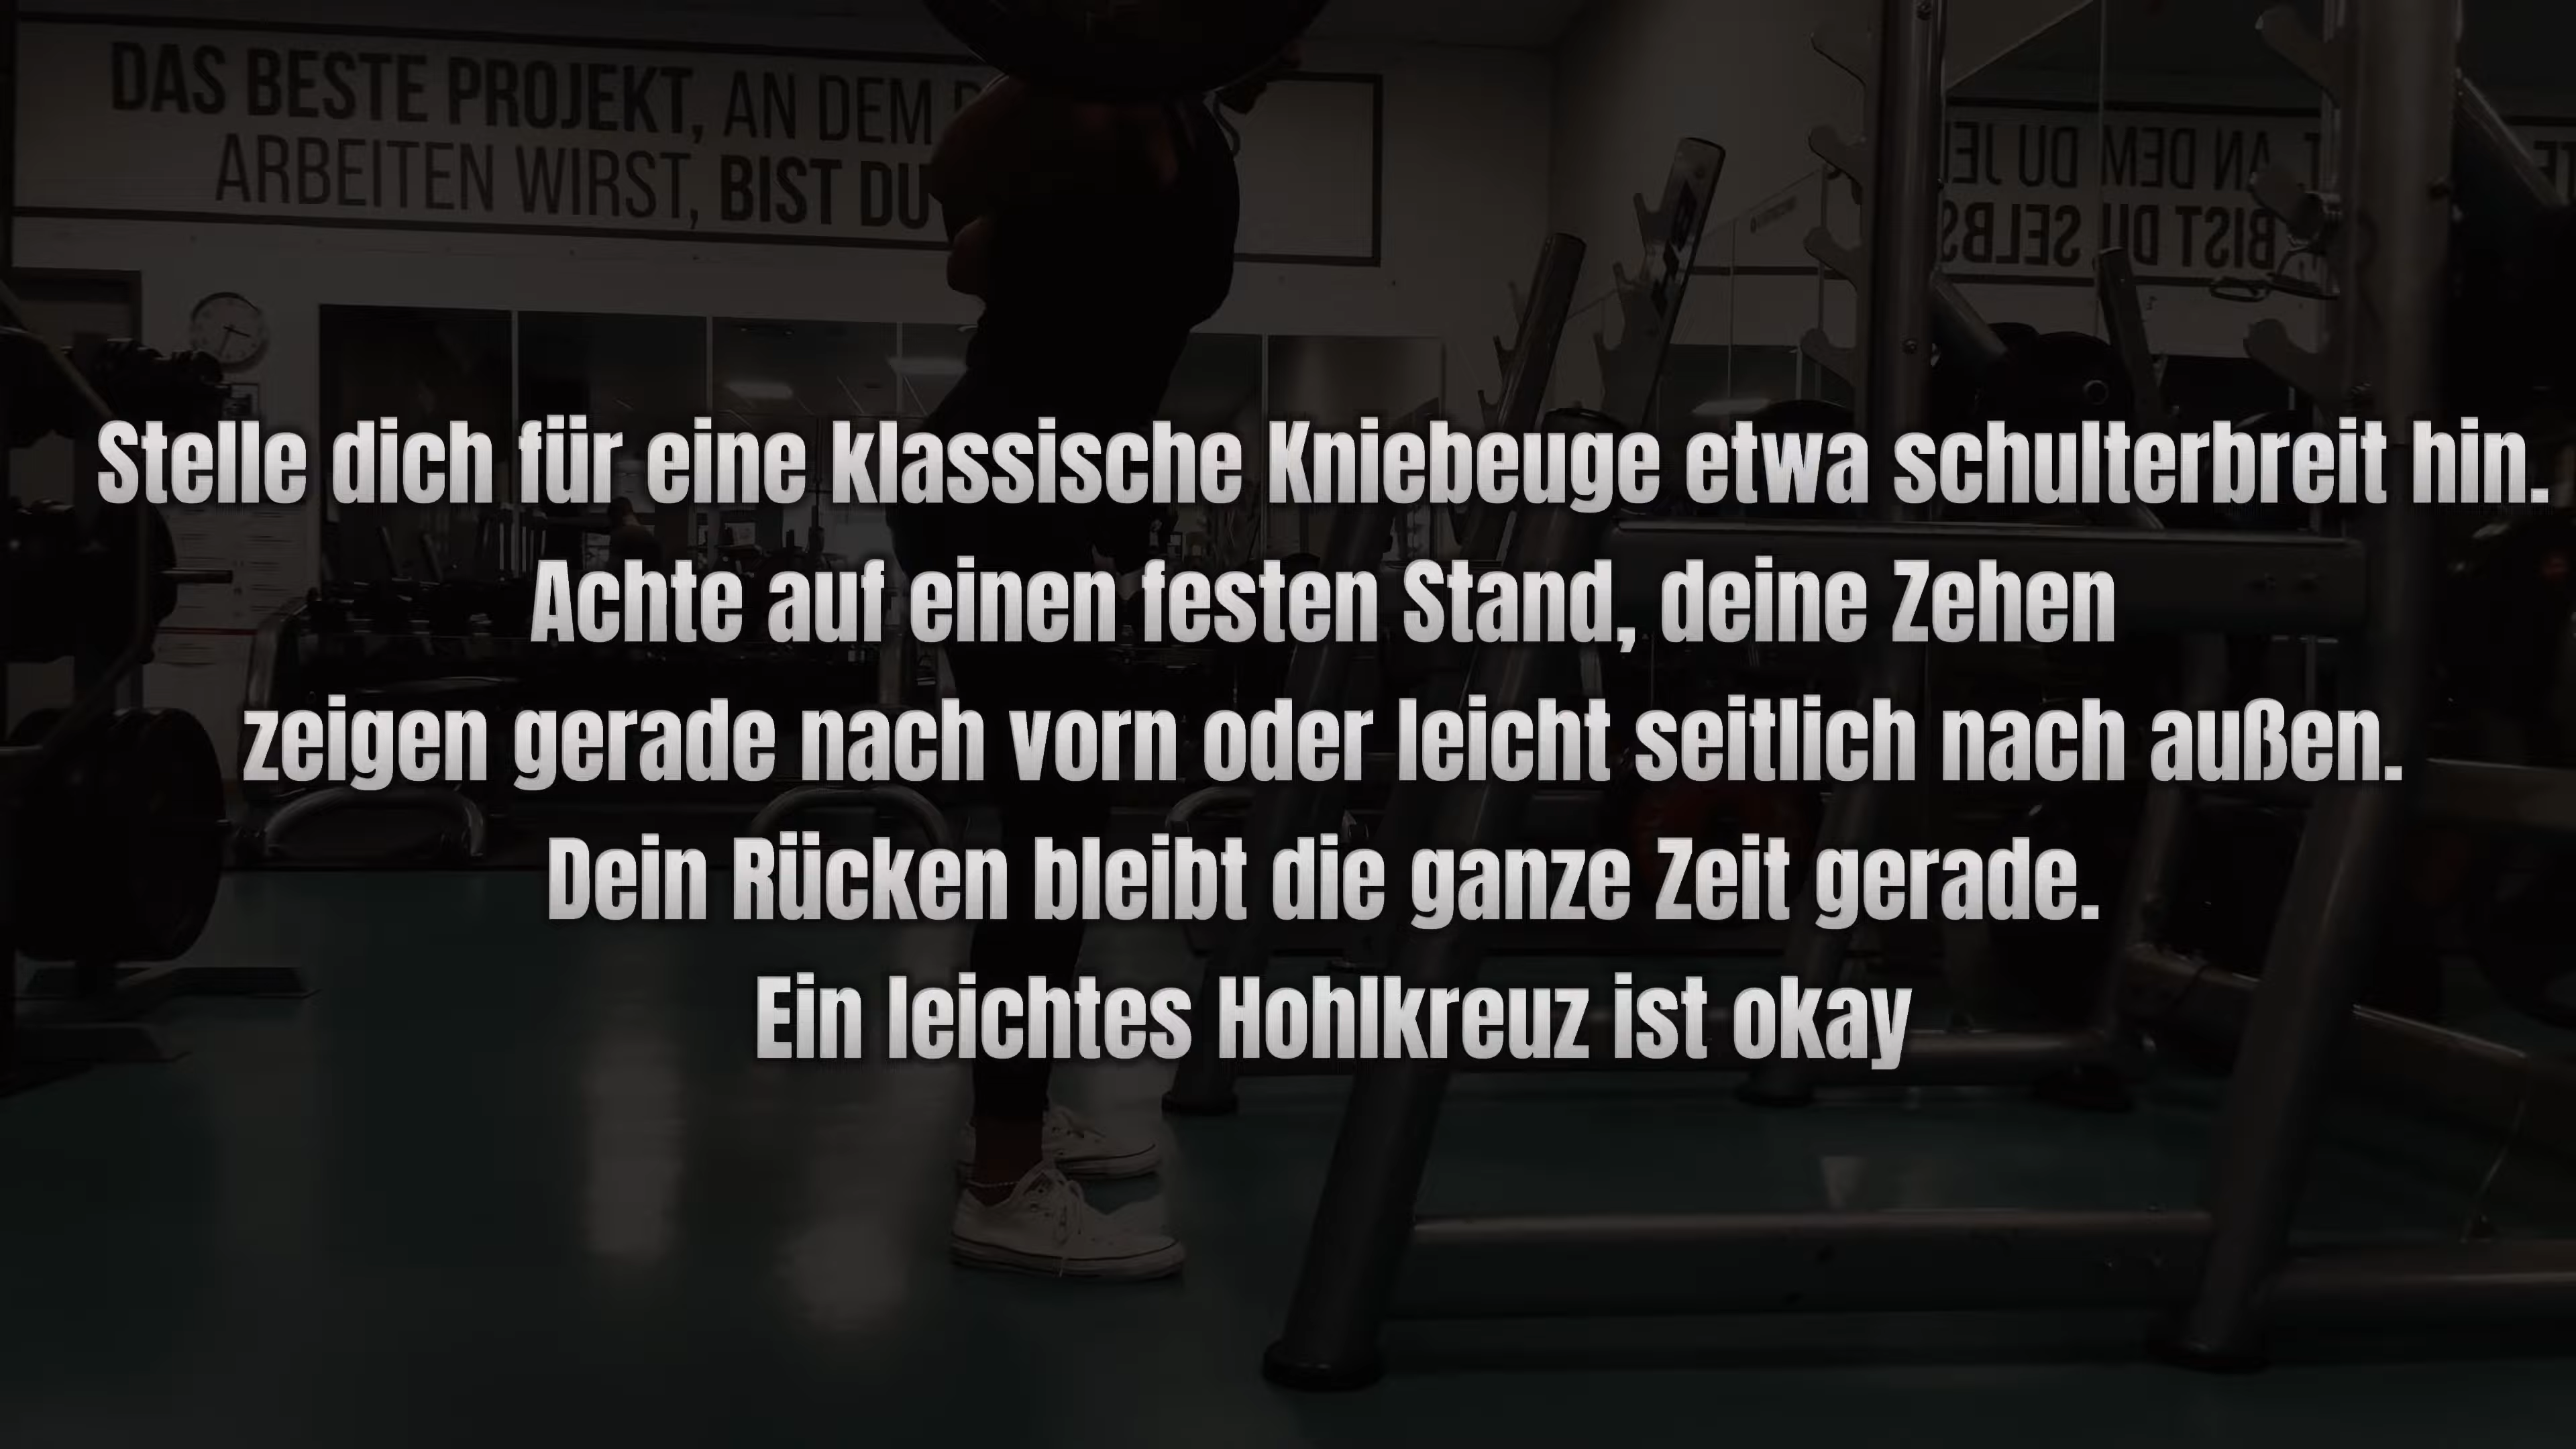 DAS BESTE PROJEKT, AN DEM
ARBEITEN WIRST, BIST DU
AN DEM DU
BIST DU SELBS
Stelle dich für eine klassische Kniebeuge etwa schulterbreit hin.
Achte auf einen festen Stand, deine Zehen
zeigen gerade nach vorn oder leicht seitlich nach außen.
Dein Rücken bleibt die ganze Zeit gerade.
Ein leichtes Hohlkreuz ist okay